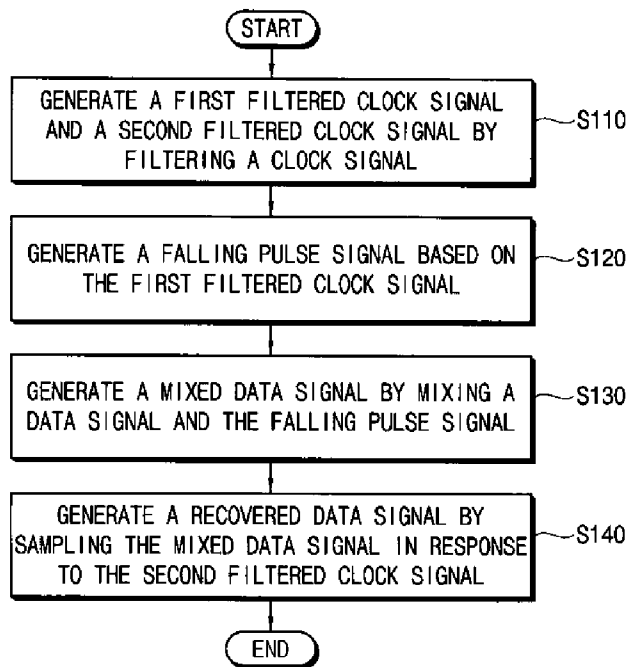 START
GENERATE A FIRST FILTERED CLOCK SIGNAL
AND A SECOND FILTERED CLOCK SIGNAL BY
FILTERING A CLOCK SIGNAL
S110
GENERATE A FALLING PULSE SIGNAL BASED ON
THE FIRST FILTERED CLOCK SIGNAL
S120
GENERATE A MIXED DATA SIGNAL BY MIXING A
DATA SIGNAL AND THE FALLING PULSE SIGNAL
S130
GENERATE A RECOVERED DATA SIGNAL BY
SAMPLING THE MIXED DATA SIGNAL IN RESPONSE
TO THE SECOND FILTERED CLOCK SIGNAL
S140
END